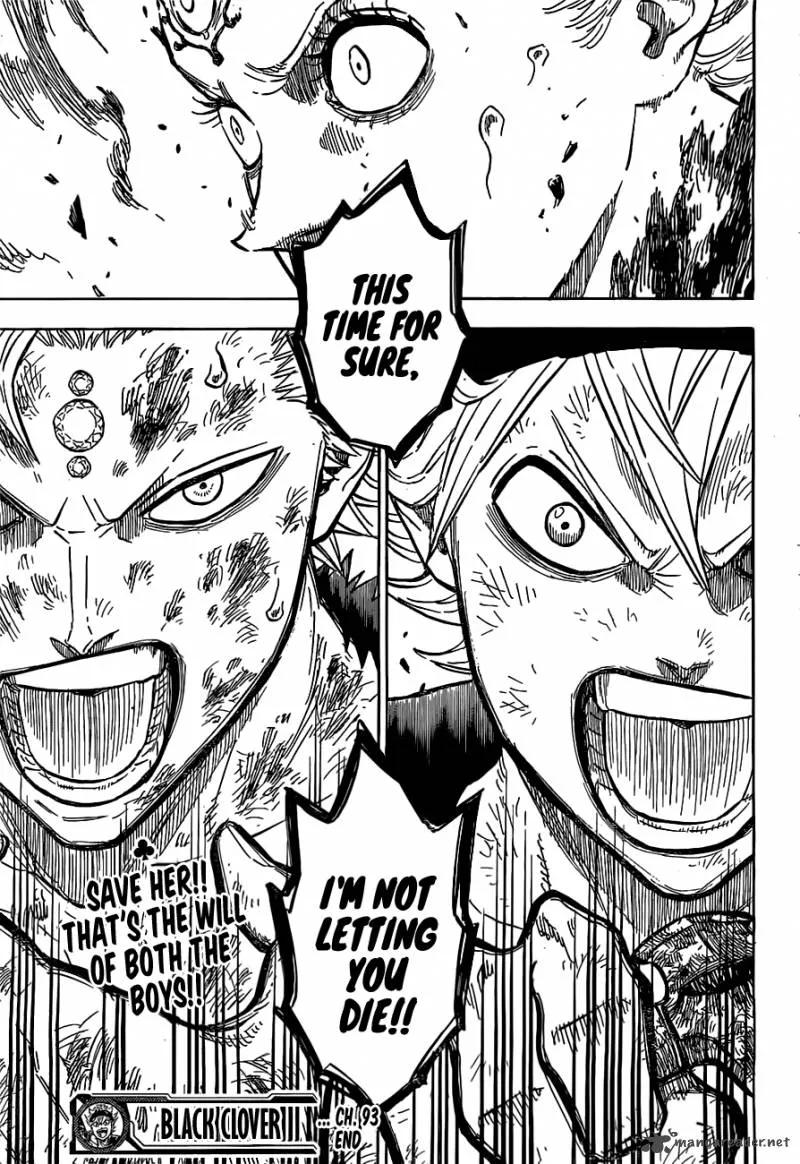 THIS
TIME FOR
SURE,
I'M NOT
LETTING
YOU
DIE!!
SAVE HER!!
THAT'S THE WILL
OF BOTH THE
BOYS!!
BLACK CLOVER
... CH. 93
END
mangareader.net